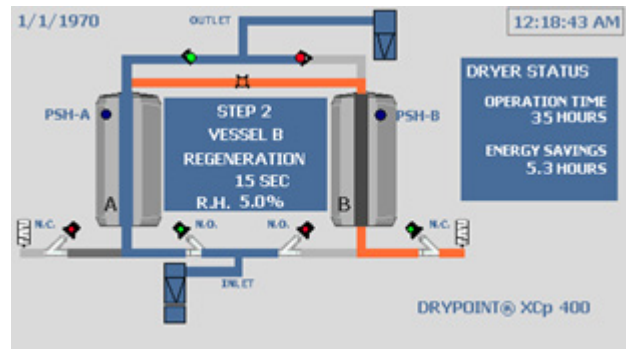 1/1/1970
OUTLET
12:18:43 AM
DRYER STATUS
OPERATION TIME
35 HOURS
ENERGY SAVINGS
5.3 HOURS
PSH-A
STEP 2
VESSEL B
REGENERATION
15 SEC
R.H. 5.0%
PSH-B
A
B
N.C.
N.O.
N.O.
N.C.
INLET
DRYPOINT® XCp 400